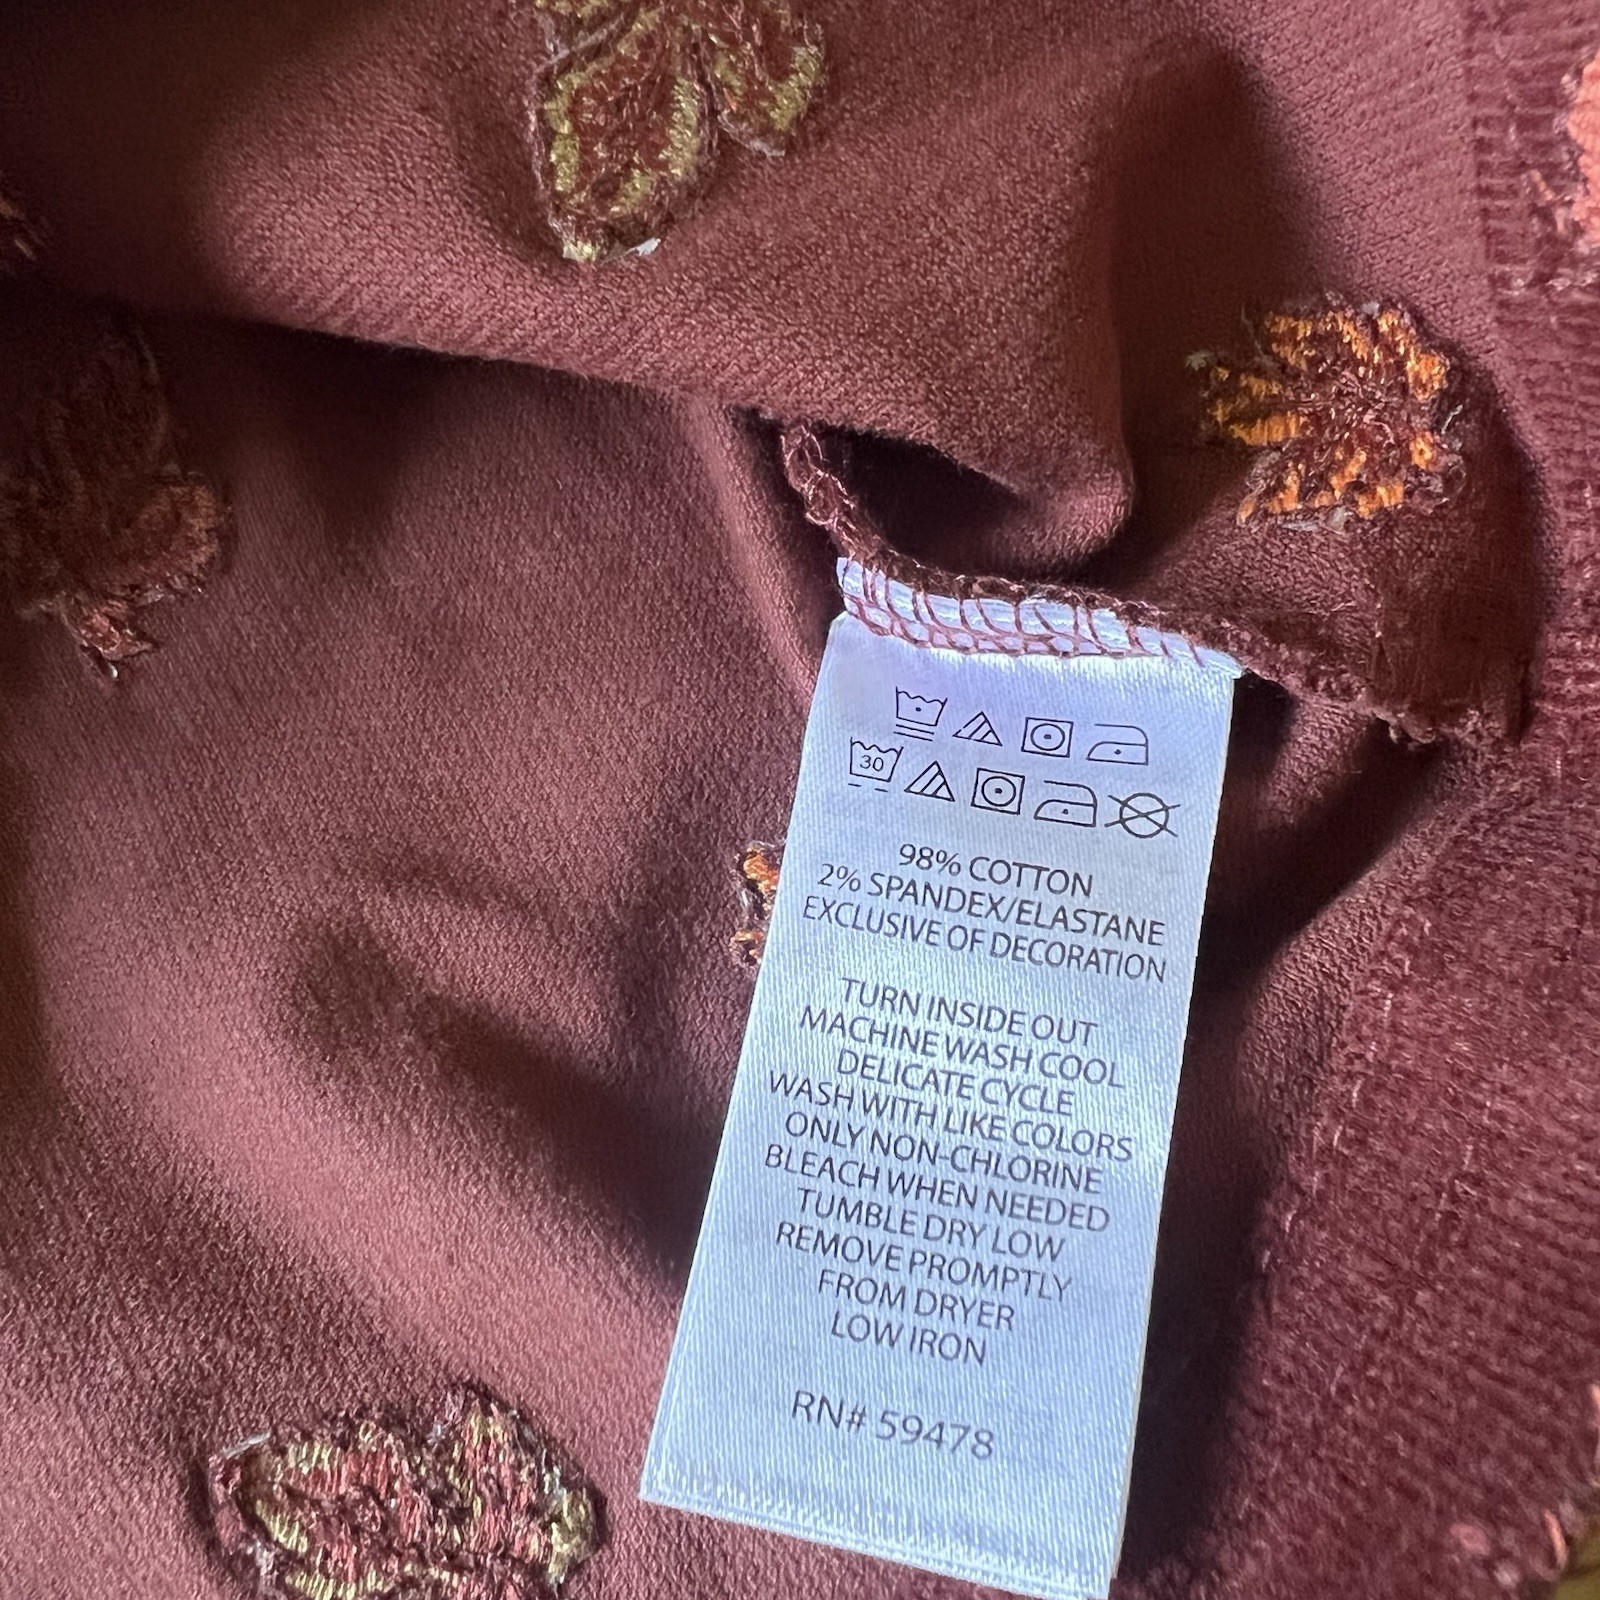 30
98% COTTON
2% SPANDEX/ELASTANE
EXCLUSIVE OF DECORATION
TURN INSIDE OUT
MACHINE WASH COOL
DELICATE CYCLE
WASH WITH LIKE COLORS
ONLY NON-CHLORINE
BLEACH WHEN NEEDED
TUMBLE DRY LOW
REMOVE PROMPTLY
FROM DRYER
LOW IRON
RN# 59478